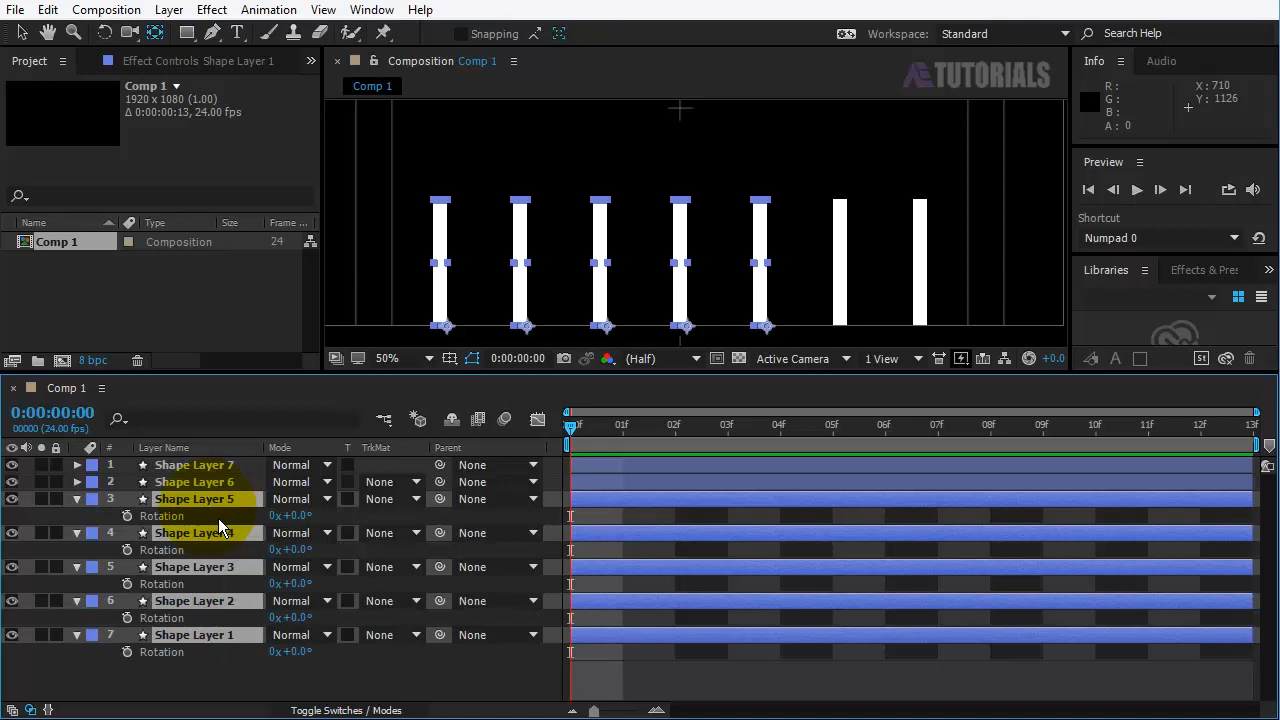 File Edit Composition Layer Effect Animation View Window Help
Snapping Workspace: Standard Search Help
Project Effect Controls Shape Layer 1 Composition Comp 1 Info Audio
Comp 1
1920 x 1080 (1.00)
Δ 0:00:00:13, 24.00 fps
Comp 1
TUTORIALS
R :
G :
B :
A : 0
X: 710
Y: 1126
Preview
Shortcut
Numpad 0
Libraries Effects & Pres
Name Type Size Frame ...
Comp 1 Composition 24
8 bpc
50% 0:00:00:00 (Half) Active Camera 1 View +0.0
St
Comp 1
0:00:00:00
00000 (24.00 fps)
01f 02f 03f 04f 05f 06f 07f 08f 09f 10f 11f 12f 13f
# Layer Name Mode T TrkMat Parent
1 Shape Layer 7 Normal None
2 Shape Layer 6 Normal None None
3 Shape Layer 5 Normal None None
Rotation 0x+0.0°
4 Shape Layer 4 Normal None None
Rotation 0x+0.0°
5 Shape Layer 3 Normal None None
Rotation 0x+0.0°
6 Shape Layer 2 Normal None None
Rotation 0x+0.0°
7 Shape Layer 1 Normal None None
Rotation 0x+0.0°
Toggle Switches / Modes